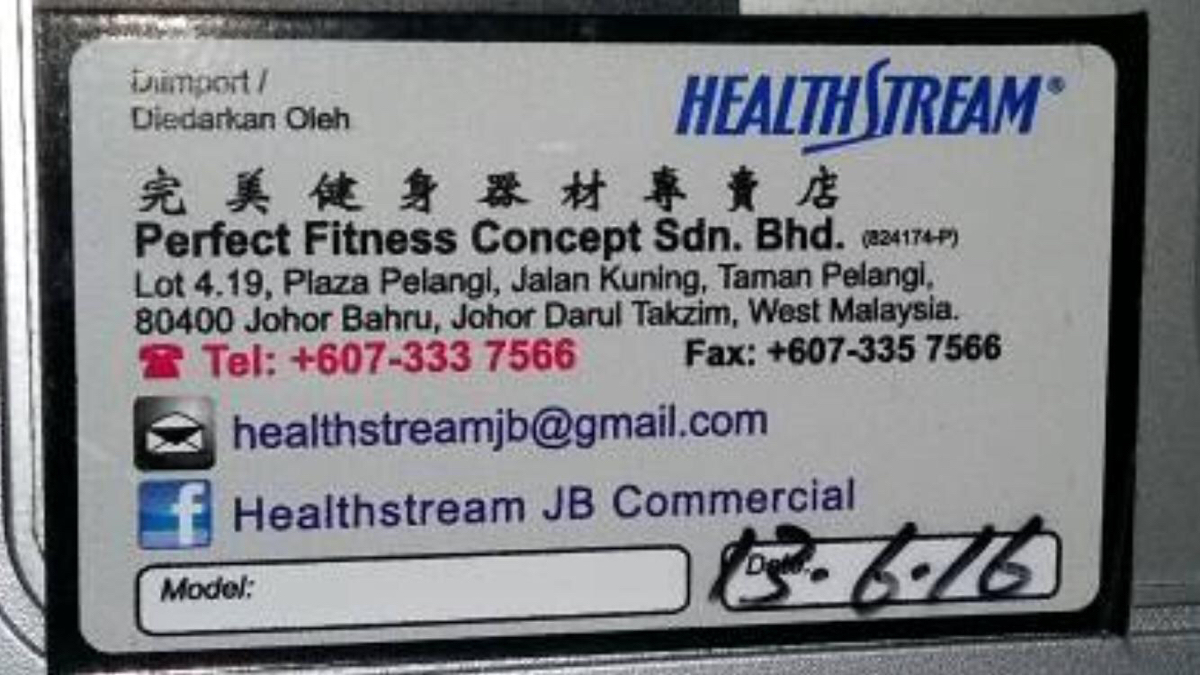 Diimport /
Diedarkan Oleh
HEALTHSTREAM®
完美健身器材專賣店
Perfect Fitness Concept Sdn. Bhd. (824174-P)
Lot 4.19, Plaza Pelangi, Jalan Kuning, Taman Pelangi,
80400 Johor Bahru, Johor Darul Takzim, West Malaysia.
Tel: +607-333 7566 Fax: +607-335 7566
healthstreamjb@gmail.com
f Healthstream JB Commercial
Model: Date: 13-6-16